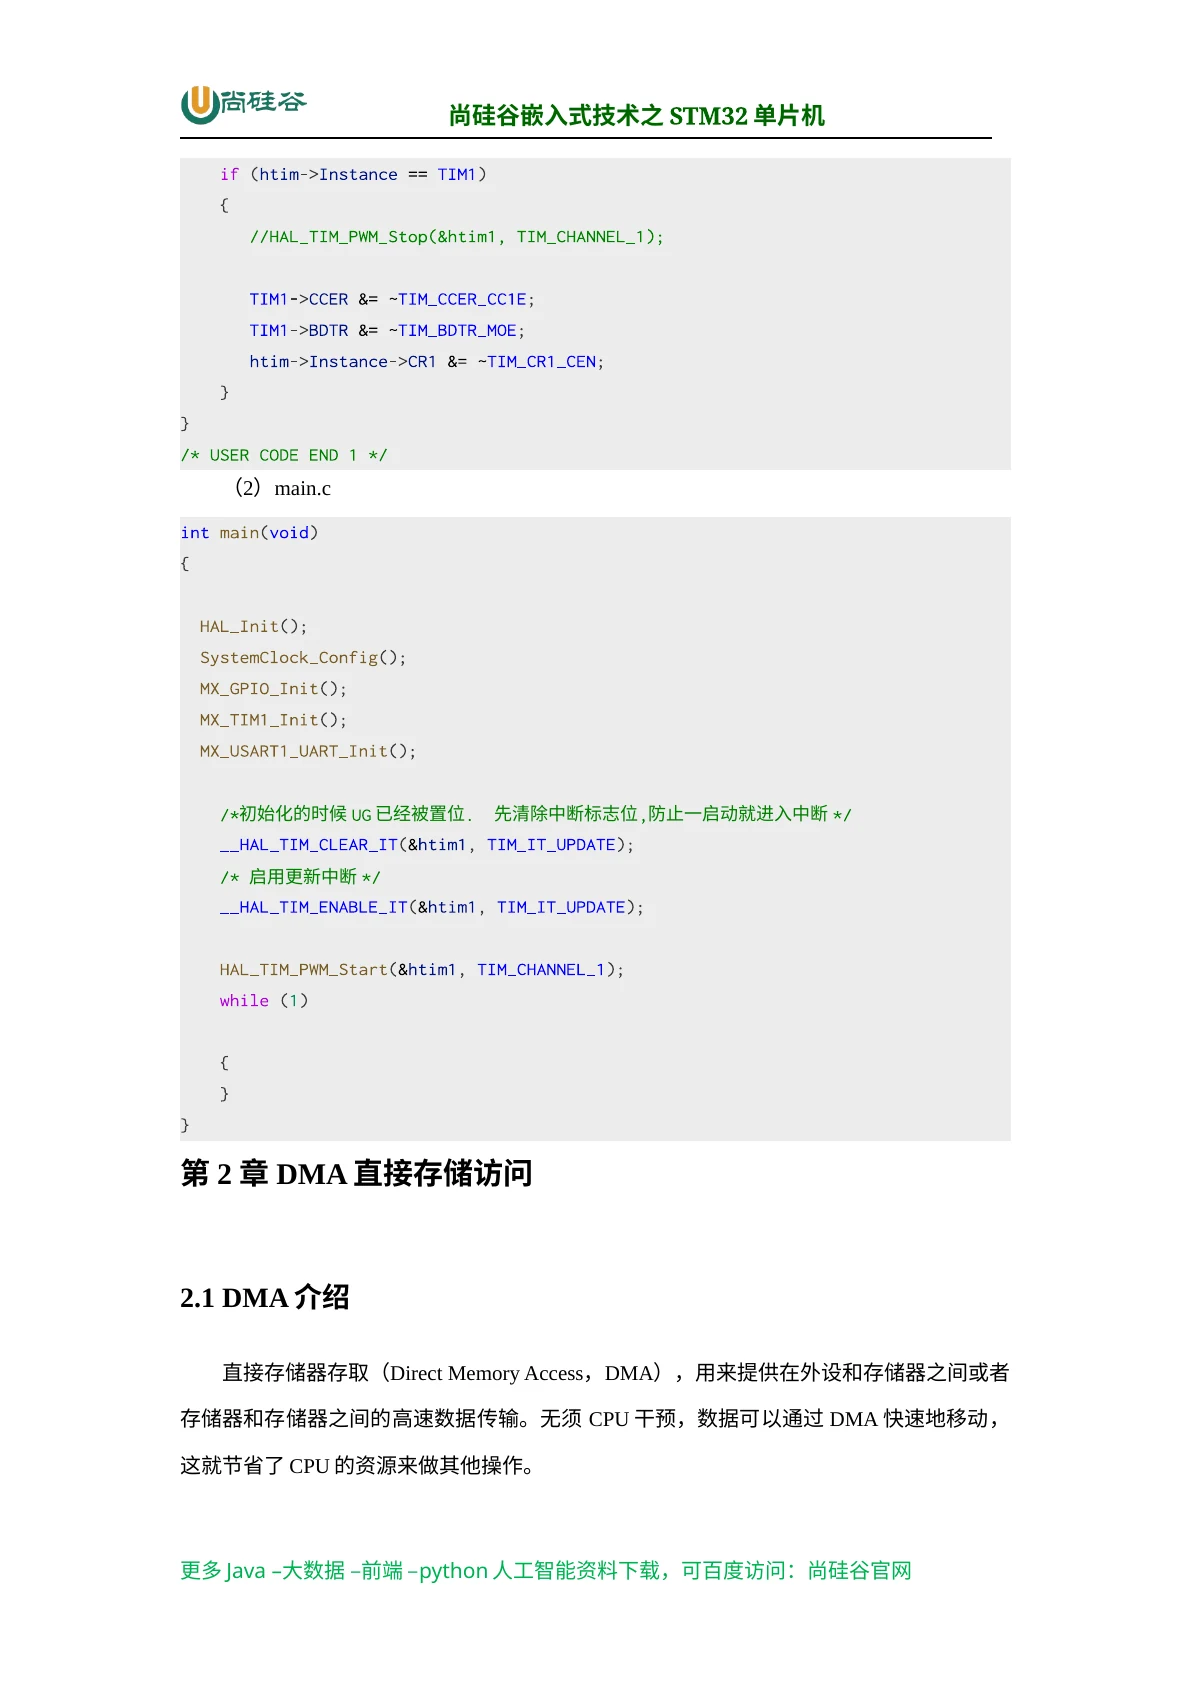 尚硅谷
尚硅谷嵌入式技术之 STM32 单片机
if (htim->Instance == TIM1)
{
//HAL_TIM_PWM_Stop(&htim1, TIM_CHANNEL_1);
TIM1->CCER &= ~TIM_CCER_CC1E;
TIM1->BDTR &= ~TIM_BDTR_MOE;
htim->Instance->CR1 &= ~TIM_CR1_CEN;
}
}
/* USER CODE END 1 */
（2）main.c
int main(void)
{
HAL_Init();
SystemClock_Config();
MX_GPIO_Init();
MX_TIM1_Init();
MX_USART1_UART_Init();
/*初始化的时候 UG 已经被置位. 先清除中断标志位,防止一启动就进入中断 */
__HAL_TIM_CLEAR_IT(&htim1, TIM_IT_UPDATE);
/* 启用更新中断 */
__HAL_TIM_ENABLE_IT(&htim1, TIM_IT_UPDATE);
HAL_TIM_PWM_Start(&htim1, TIM_CHANNEL_1);
while (1)
{
}
}
第 2 章 DMA 直接存储访问
2.1 DMA 介绍
直接存储器存取（Direct Memory Access，DMA），用来提供在外设和存储器之间或者
存储器和存储器之间的高速数据传输。无须 CPU 干预，数据可以通过 DMA 快速地移动，
这就节省了 CPU 的资源来做其他操作。
更多 Java –大数据 –前端 –python 人工智能资料下载，可百度访问：尚硅谷官网